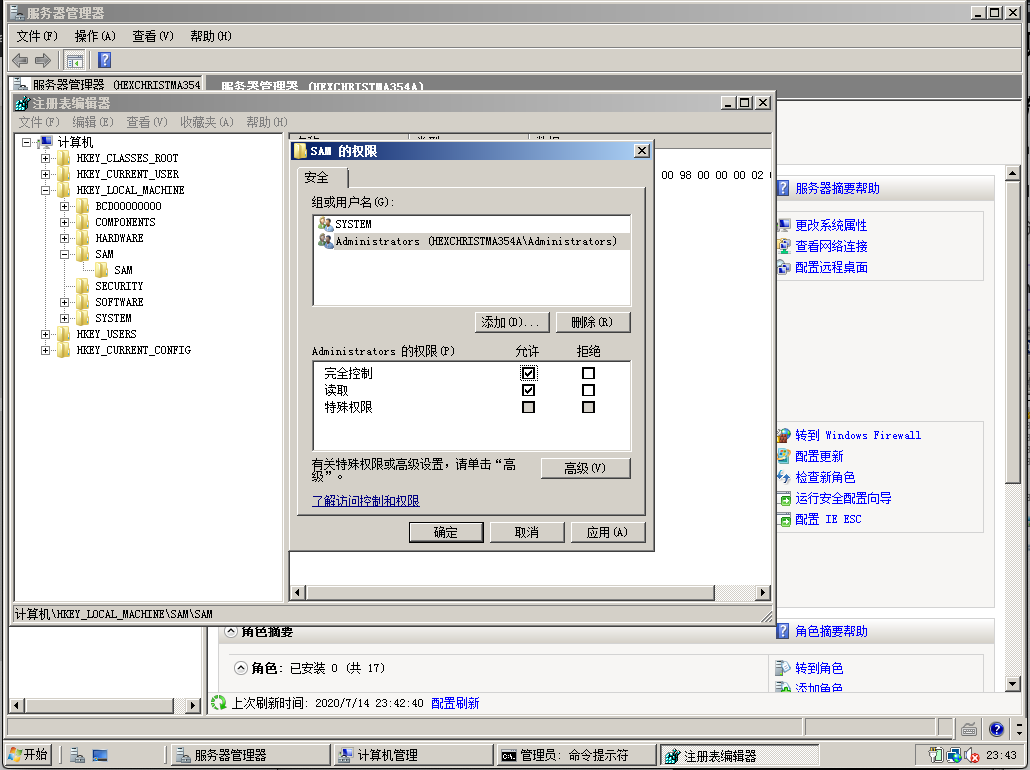 服务器管理器
文件(F) 操作(A) 查看(V) 帮助(H)
服务器管理器 (HEXCHRISTMA354
服务器管理器 (HEXCHRISTMA354A)
注册表编辑器
文件(F) 编辑(E) 查看(V) 收藏夹(A) 帮助(H)
计算机
HKEY_CLASSES_ROOT
HKEY_CURRENT_USER
HKEY_LOCAL_MACHINE
BCD00000000
COMPONENTS
HARDWARE
SAM
SAM
SECURITY
SOFTWARE
SYSTEM
HKEY_USERS
HKEY_CURRENT_CONFIG
00 98 00 00 00 02
SAM 的权限
安全
组或用户名(G):
SYSTEM
Administrators (HEXCHRISTMA354A\Administrators)
添加(D)... 删除(R)
Administrators 的权限(P) 允许 拒绝
完全控制
读取
特殊权限
有关特殊权限或高级设置，请单击“高
级”。
高级(V)
了解访问控制和权限
确定 取消 应用(A)
计算机\HKEY_LOCAL_MACHINE\SAM\SAM
服务器摘要帮助
更改系统属性
查看网络连接
配置远程桌面
转到 Windows Firewall
配置更新
检查新角色
运行安全配置向导
配置 IE ESC
角色摘要
角色摘要帮助
角色: 已安装 0 (共 17)
转到角色
添加角色
上次刷新时间: 2020/7/14 23:42:40 配置刷新
开始 服务器管理器 计算机管理 管理员: 命令提示符 注册表编辑器 23:43